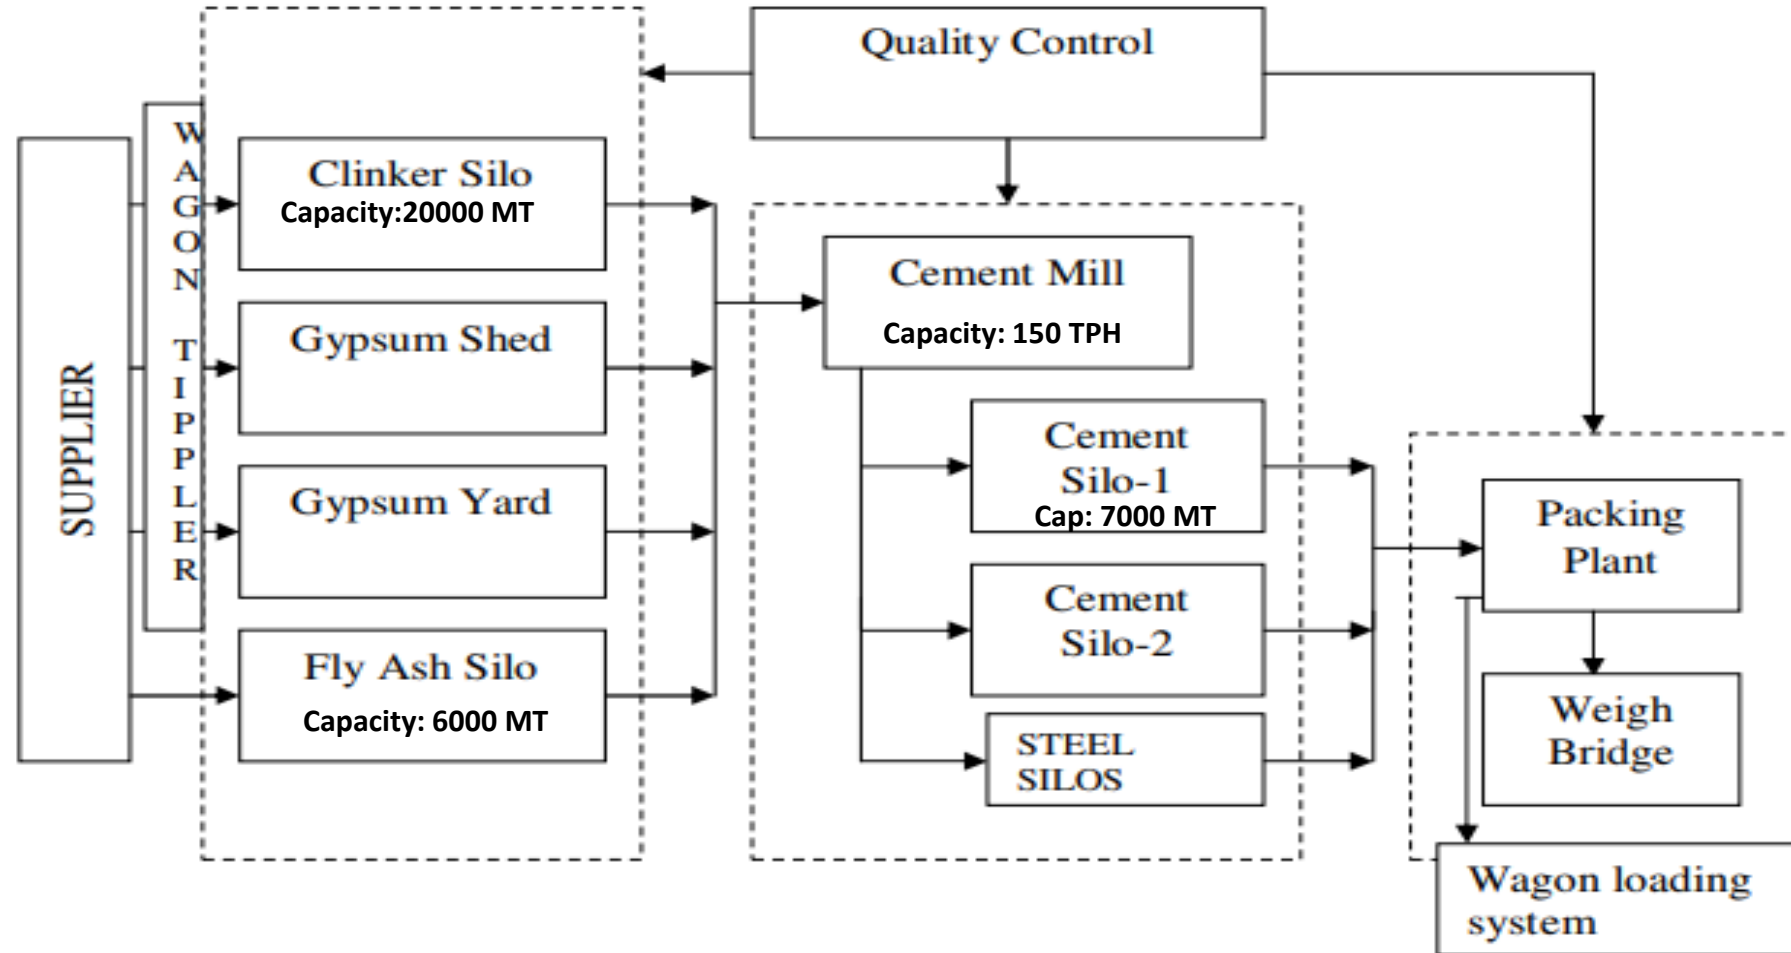 SUPPLIER
WAGON TIPPLER
Clinker Silo
Capacity:20000 MT
Gypsum Shed
Gypsum Yard
Fly Ash Silo
Capacity: 6000 MT
Quality Control
Cement Mill
Capacity: 150 TPH
Cement
Silo-1
Cap: 7000 MT
Cement
Silo-2
STEEL
SILOS
Packing
Plant
Weigh
Bridge
Wagon loading
system